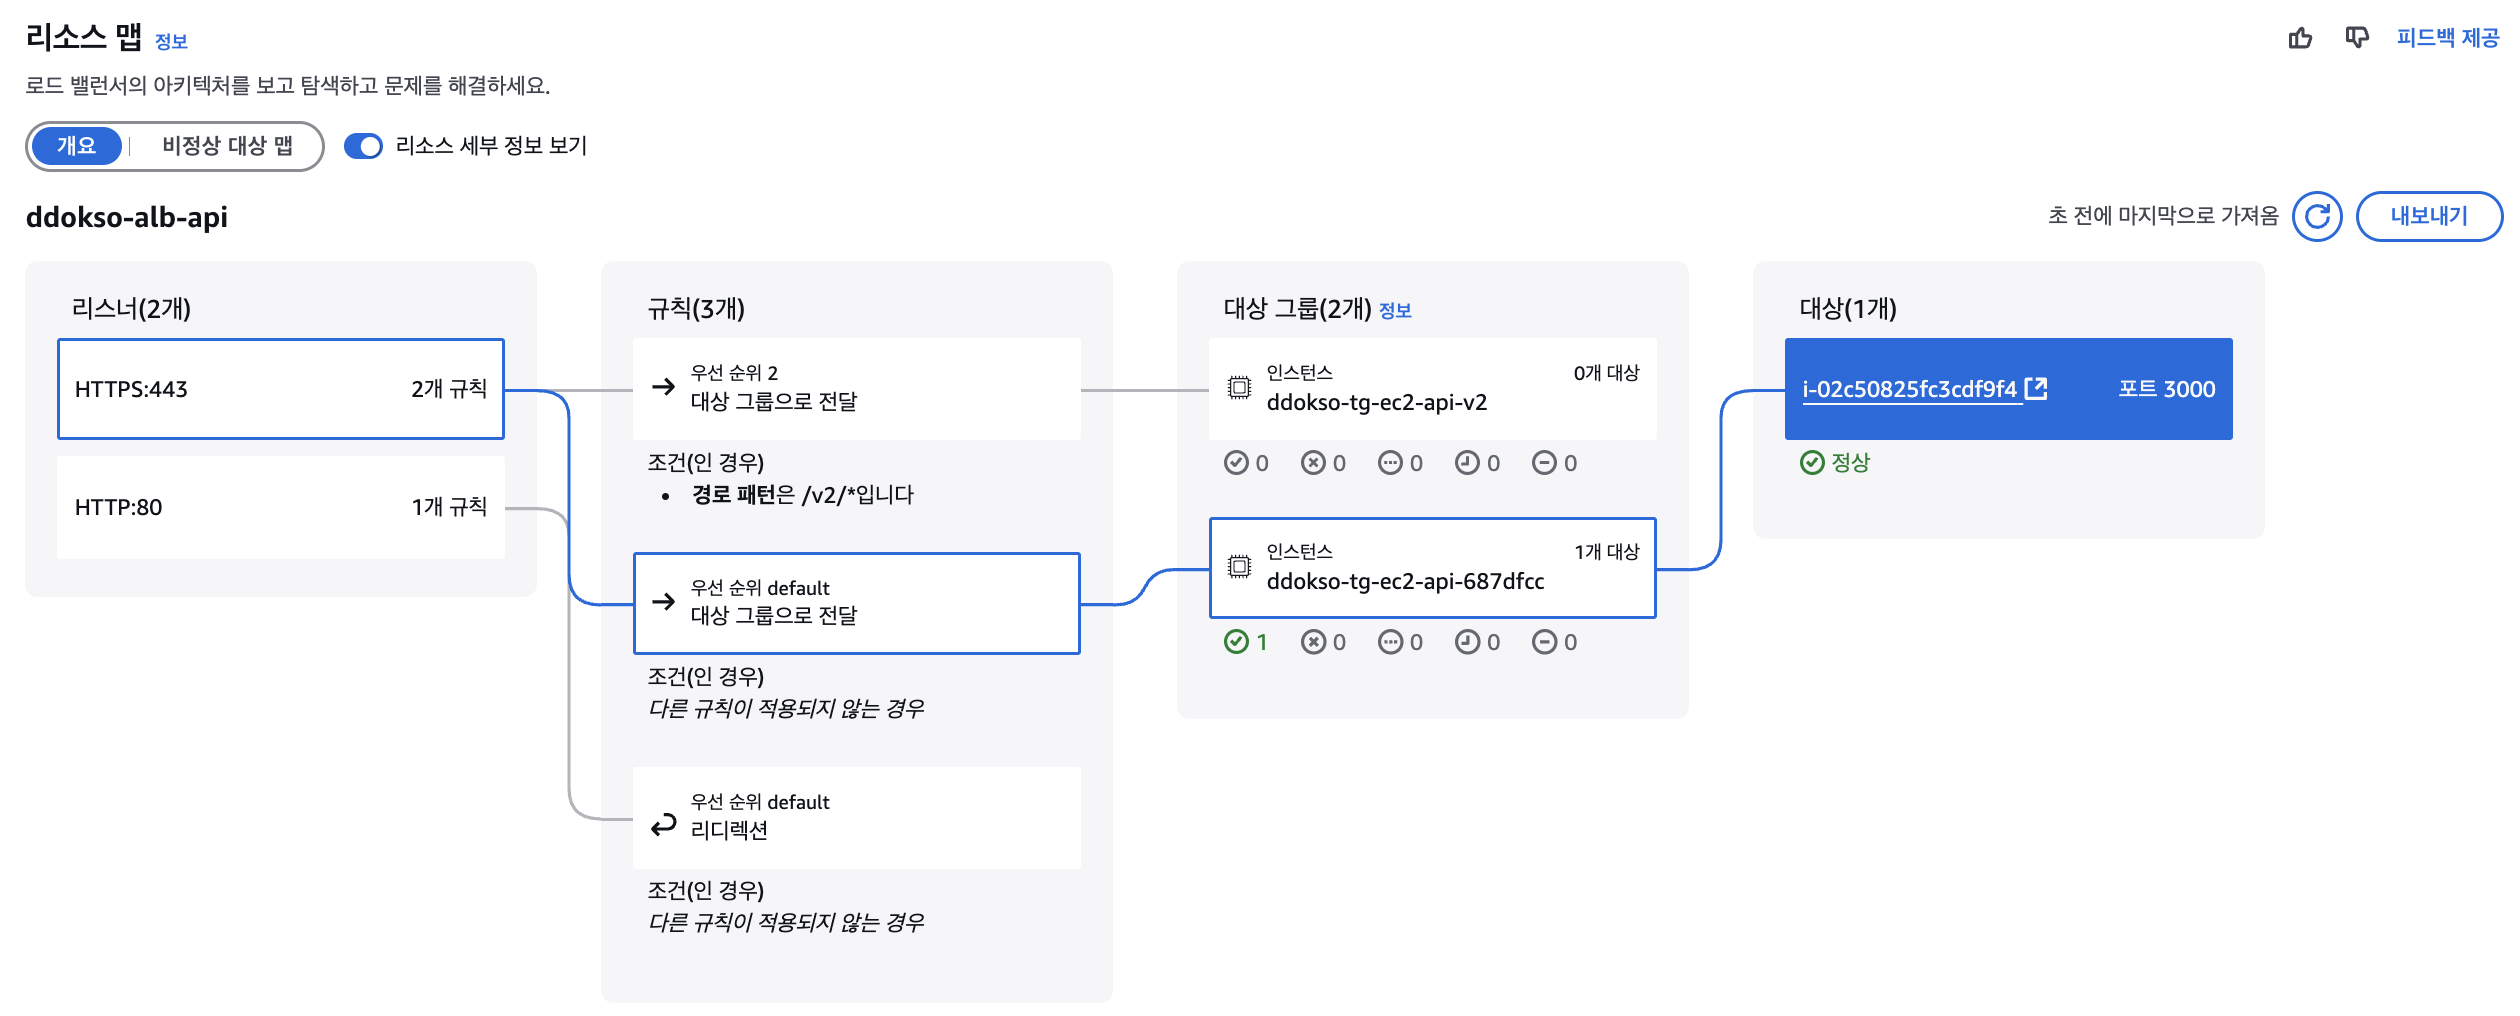 리소스 맵 정보
피드백 제공
로드 밸런서의 아키텍처를 보고 탐색하고 문제를 해결하세요.
개요 비정상 대상 맵 리소스 세부 정보 보기
ddokso-alb-api
초 전에 마지막으로 가져옴 내보내기
리스너(2개)
HTTPS:443 2개 규칙
HTTP:80 1개 규칙
규칙(3개)
우선 순위 2
대상 그룹으로 전달
조건(인 경우)
• 경로 패턴은 /v2/*입니다
우선 순위 default
대상 그룹으로 전달
조건(인 경우)
다른 규칙이 적용되지 않는 경우
우선 순위 default
리디렉션
조건(인 경우)
다른 규칙이 적용되지 않는 경우
대상 그룹(2개) 정보
인스턴스 0개 대상
ddokso-tg-ec2-api-v2
0 0 0 0 0
인스턴스 1개 대상
ddokso-tg-ec2-api-687dfcc
1 0 0 0 0
대상(1개)
i-02c50825fc3cdf9f4 포트 3000
정상